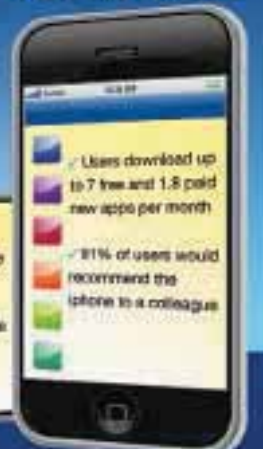 ✓ Users download up
to 7 free and 1.8 paid
new apps per month
✓ 91% of users would
recommend the
iphone to a colleague